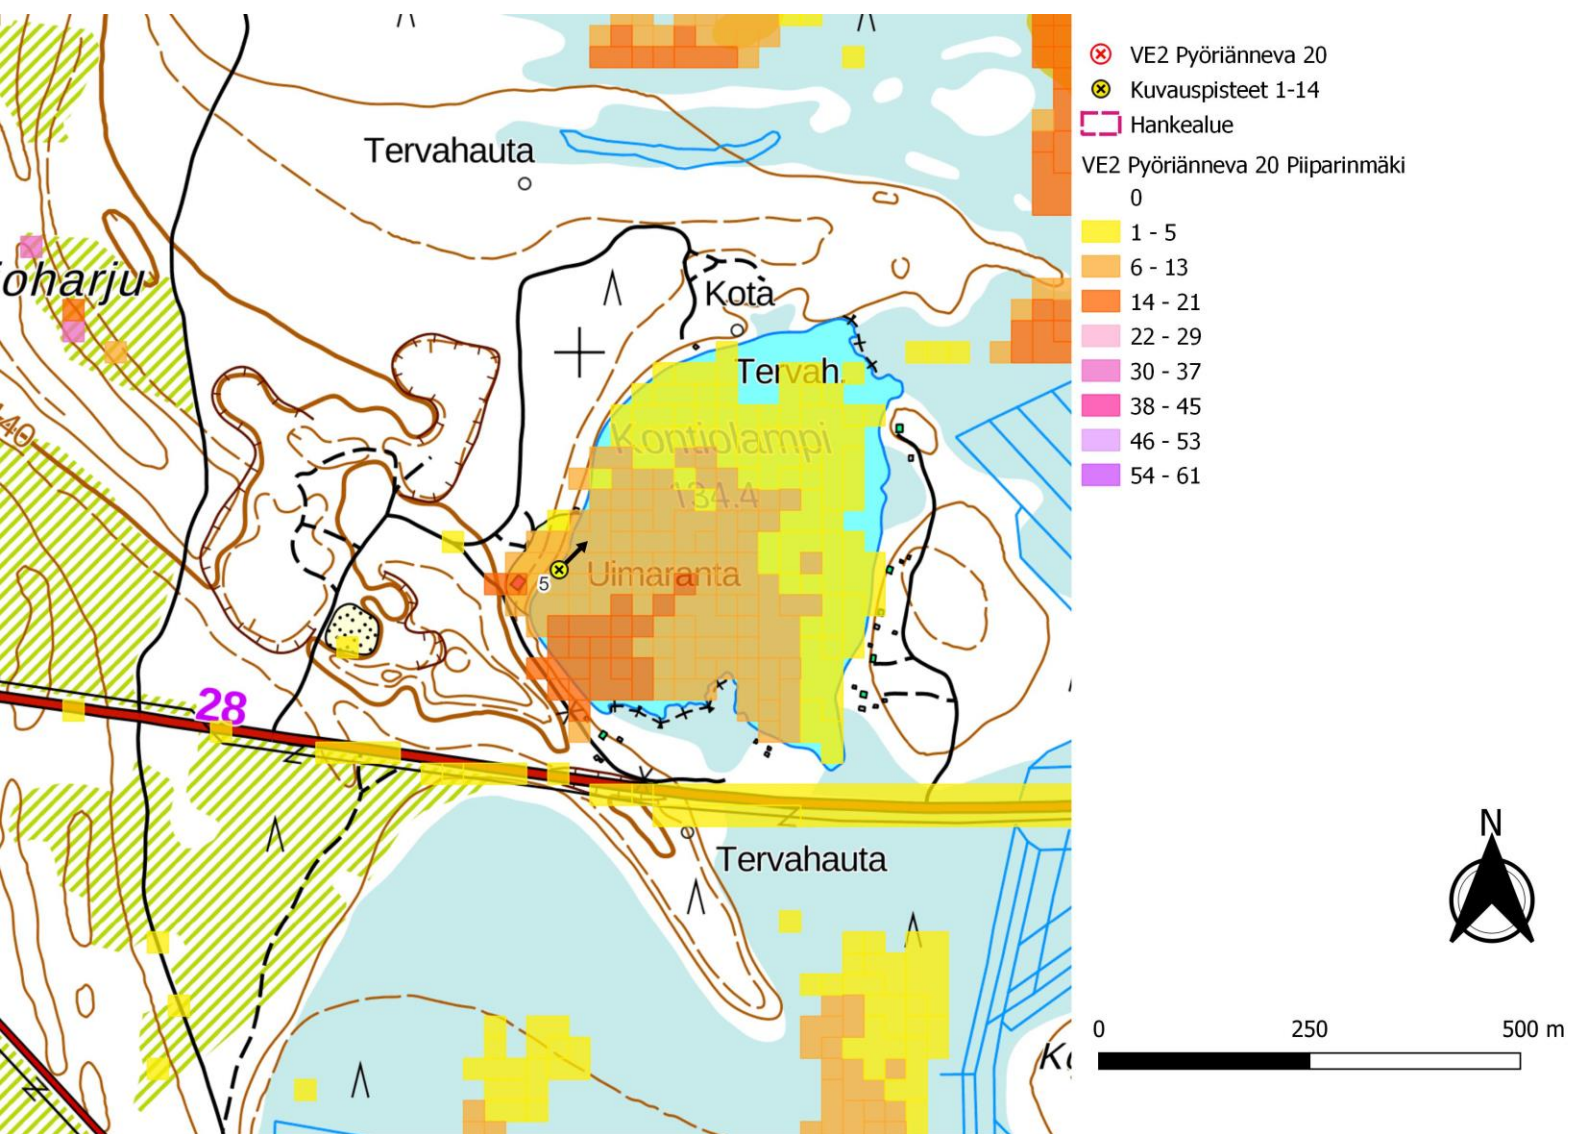 Tervahauta
oharju
Kota
Tervah.
Kontiolampi
134.4
40
5
Uimaranta
28
Tervahauta
VE2 Pyöriänneva 20
Kuvauspisteet 1-14
Hankealue
VE2 Pyöriänneva 20 Piiparinmäki
0
1 - 5
6 - 13
14 - 21
22 - 29
30 - 37
38 - 45
46 - 53
54 - 61
N
0 250 500 m